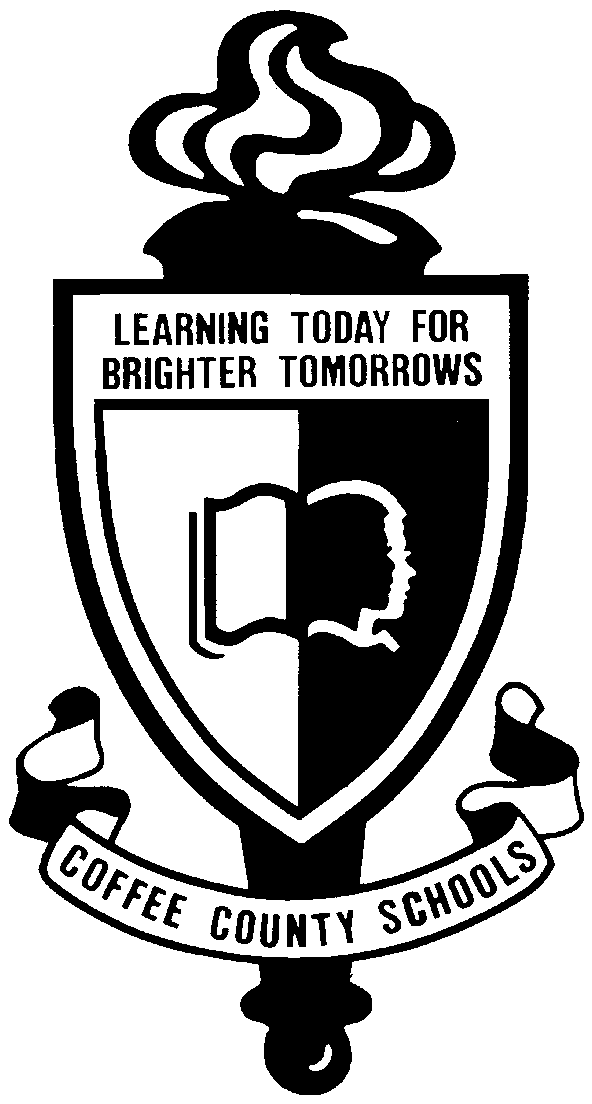 LEARNING TODAY FOR
BRIGHTER TOMORROWS
COFFEE COUNTY SCHOOLS